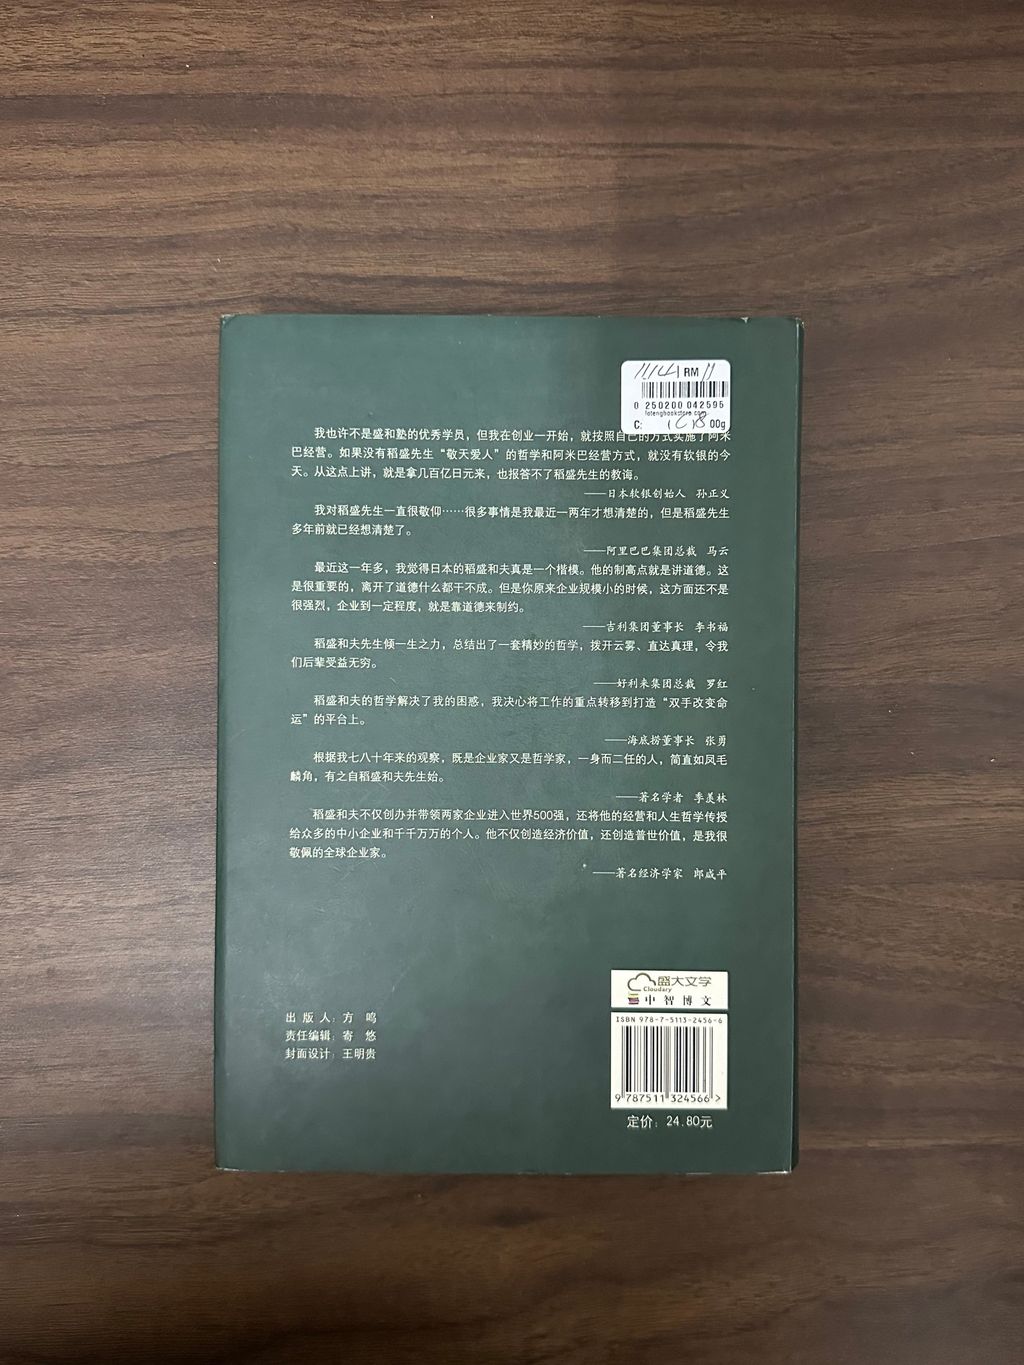 RM 11
0 250200 042595
fotengbookstore.com
C: 00g
我也许不是盛和塾的优秀学员，但我在创业一开始，就按照自己的方式实施了阿米
巴经营。如果没有稻盛先生“敬天爱人”的哲学和阿米巴经营方式，就没有软银的今
天。从这点上讲，就是拿几百亿日元来，也报答不了稻盛先生的教诲。
——日本软银创始人 孙正义
我对稻盛先生一直很敬仰……很多事情是我最近一两年才想清楚的，但是稻盛先生
多年前就已经想清楚了。
——阿里巴巴集团总裁 马云
最近这一年多，我觉得日本的稻盛和夫真是一个楷模。他的制高点就是讲道德。这
是很重要的，离开了道德什么都干不成。但是你原来企业规模小的时候，这方面还不是
很强烈，企业到一定程度，就是靠道德来制约。
——吉利集团董事长 李书福
稻盛和夫先生倾一生之力，总结出了一套精妙的哲学，拨开云雾、直达真理，令我
们后辈受益无穷。
——好利来集团总裁 罗红
稻盛和夫的哲学解决了我的困惑，我决心将工作的重点转移到打造“双手改变命
运”的平台上。
——海底捞董事长 张勇
根据我七八十年来的观察，既是企业家又是哲学家，一身而二任的人，简直如凤毛
麟角，有之自稻盛和夫先生始。
——著名学者 季羡林
稻盛和夫不仅创办并带领两家企业进入世界500强，还将他的经营和人生哲学传授
给众多的中小企业和千千万万的个人。他不仅创造经济价值，还创造普世价值，是我很
敬佩的全球企业家。
——著名经济学家 郎咸平
盛大文学
Cloudary
中智博文
出版人：方 鸣
责任编辑：寄 悠
封面设计：王明贵
ISBN 978-7-5113-2456-6
9 787511 324566 >
定价：24.80元